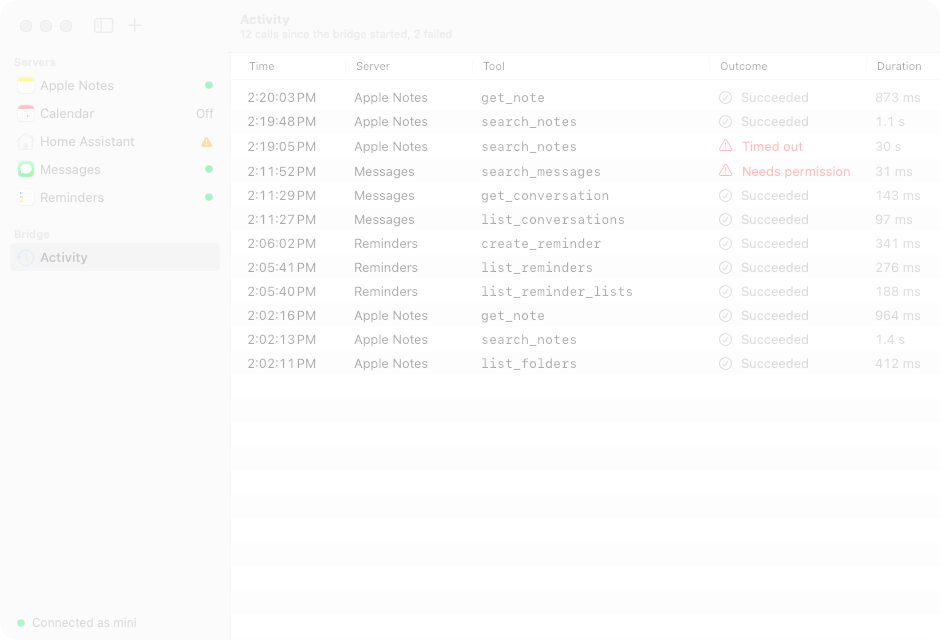 Activity
12 calls since the bridge started, 2 failed
Servers
Apple Notes
Calendar Off
Home Assistant
Messages
Reminders
Bridge
Activity
Connected as mini
Time Server Tool Outcome Duration
2:20:03 PM Apple Notes get_note Succeeded 873 ms
2:19:48 PM Apple Notes search_notes Succeeded 1.1 s
2:19:05 PM Apple Notes search_notes Timed out 30 s
2:11:52 PM Messages search_messages Needs permission 31 ms
2:11:29 PM Messages get_conversation Succeeded 143 ms
2:11:27 PM Messages list_conversations Succeeded 97 ms
2:06:02 PM Reminders create_reminder Succeeded 341 ms
2:05:41 PM Reminders list_reminders Succeeded 276 ms
2:05:40 PM Reminders list_reminder_lists Succeeded 188 ms
2:02:16 PM Apple Notes get_note Succeeded 964 ms
2:02:13 PM Apple Notes search_notes Succeeded 1.4 s
2:02:11 PM Apple Notes list_folders Succeeded 412 ms